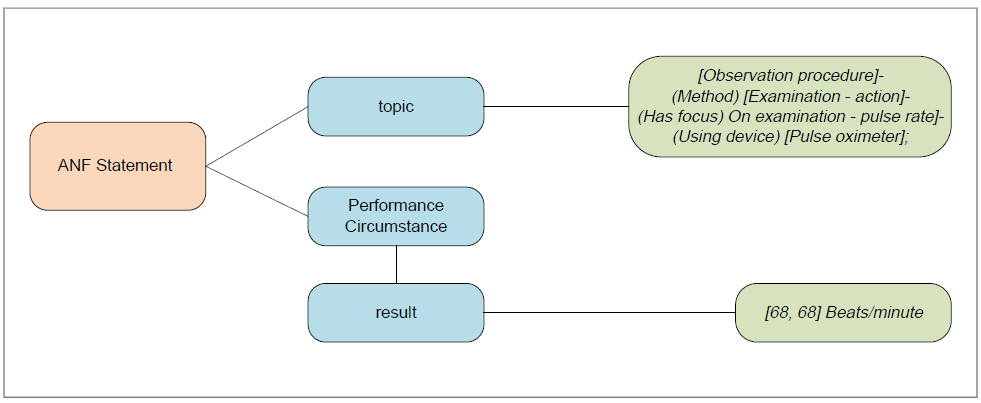 ANF Statement
topic
[Observation procedure]-
(Method) [Examination - action]-
(Has focus) On examination - pulse rate]-
(Using device) [Pulse oximeter];
Performance
Circumstance
result
[68, 68] Beats/minute